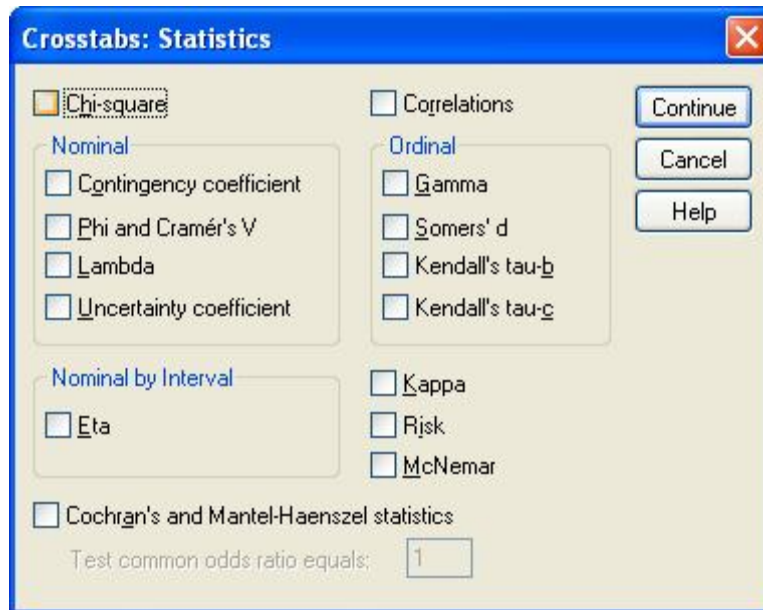 Crosstabs: Statistics
Chi-square
Correlations
Continue
Nominal
Ordinal
Cancel
Contingency coefficient
Gamma
Help
Phi and Cramér's V
Somers' d
Lambda
Kendall's tau-b
Uncertainty coefficient
Kendall's tau-c
Nominal by Interval
Kappa
Eta
Risk
McNemar
Cochran's and Mantel-Haenszel statistics
Test common odds ratio equals: 1